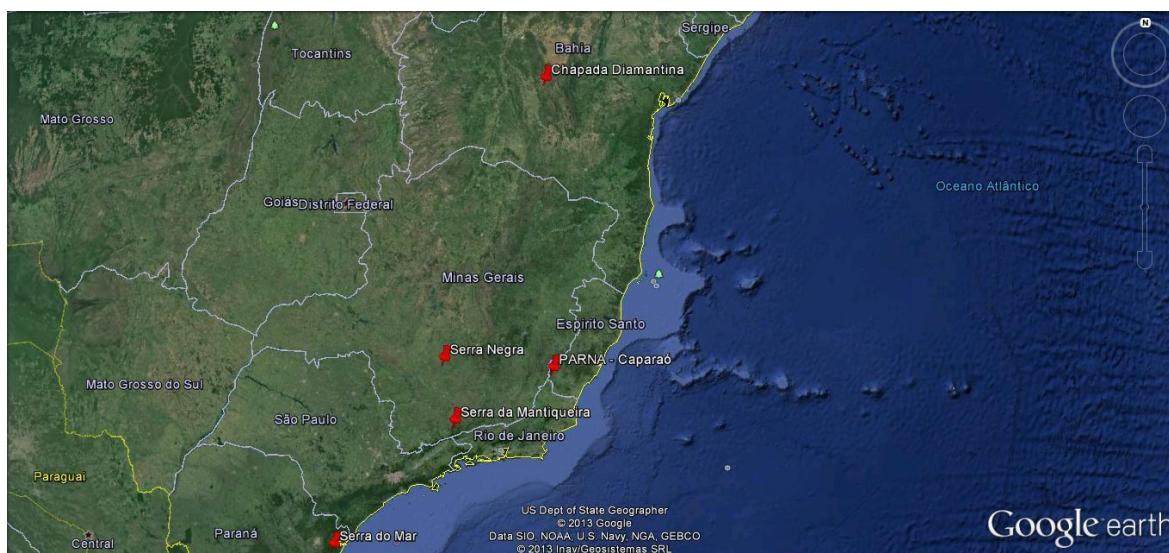 Sergipe
Tocantins
Bahia
Chapada Diamantina
Mato Grosso
Oceano Atlântico
Goiás
Distrito Federal
Minas Gerais
Espirito Santo
Serra Negra
PARNA - Caparaó
Mato Grosso do Sul
São Paulo
Serra da Mantiqueira
Rio de Janeiro
Paraguai
US Dept of State Geographer
© 2013 Google
Data SIO, NOAA, U.S. Navy, NGA, GEBCO
© 2013 Inav/Geosistemas SRL
Paraná
Serra do Mar
Central
Google earth
N